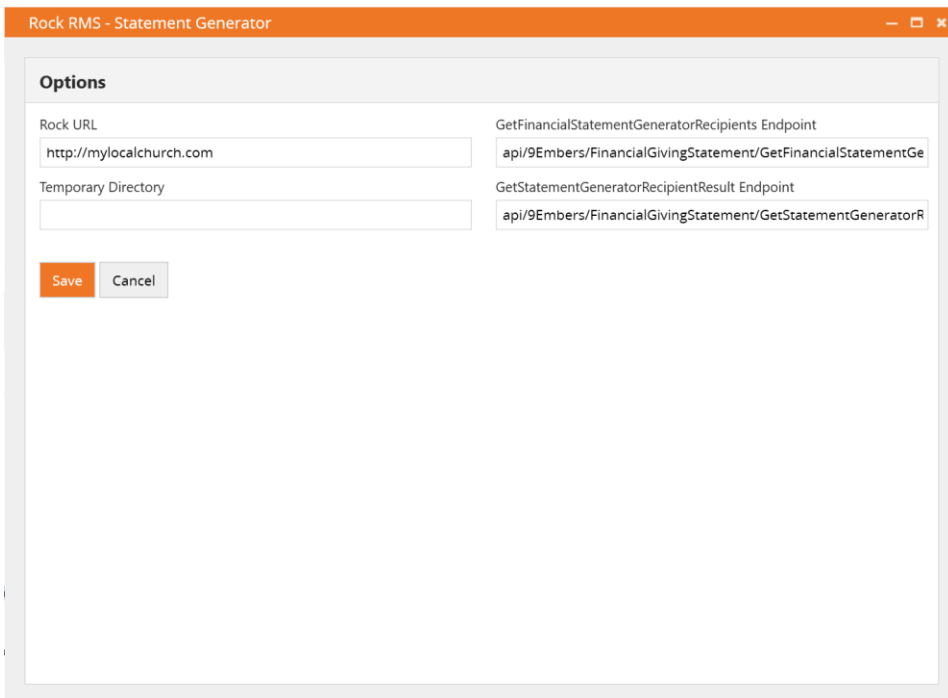 Rock RMS - Statement Generator
Options
Rock URL
http://mylocalchurch.com
GetFinancialStatementGeneratorRecipients Endpoint
api/9Embers/FinancialGivingStatement/GetFinancialStatementGe
Temporary Directory
GetStatementGeneratorRecipientResult Endpoint
api/9Embers/FinancialGivingStatement/GetStatementGeneratorR
Save Cancel